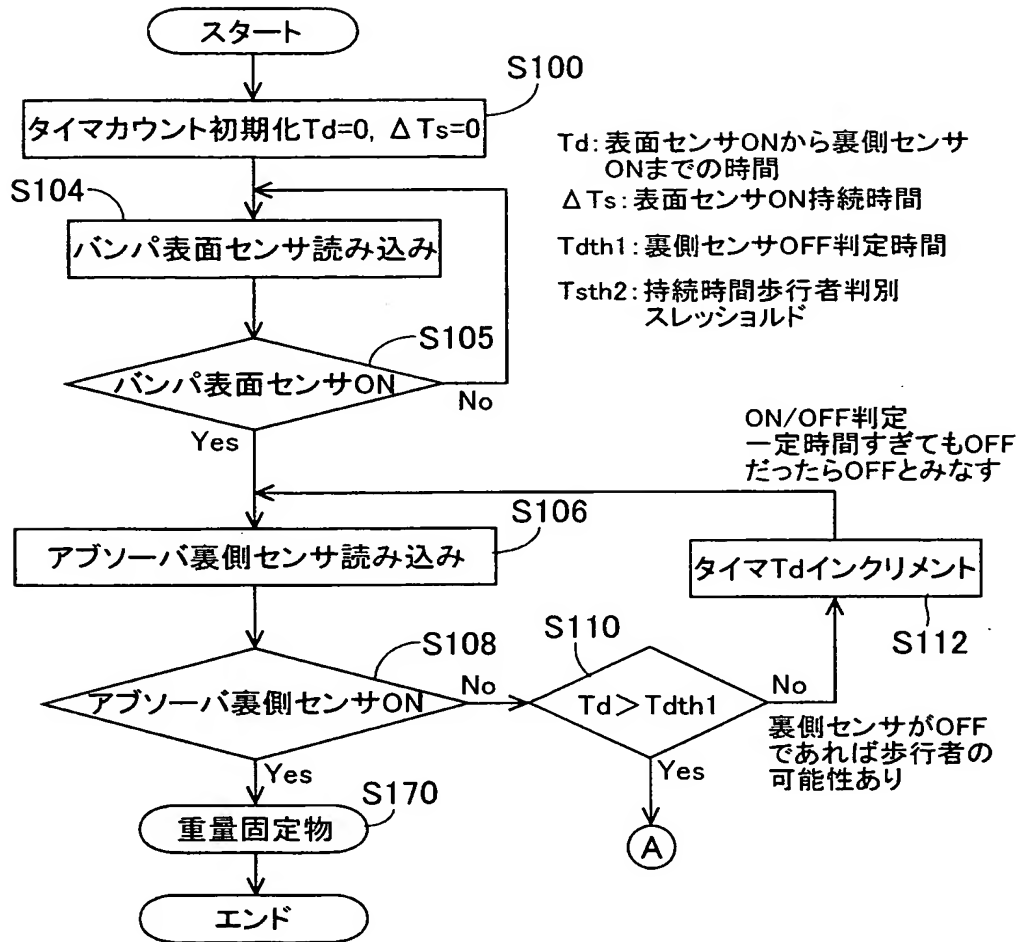 スタート
S100
タイマカウント初期化Td=0, ΔTs=0
Td:表面センサONから裏側センサ
ONまでの時間
ΔTs:表面センサON持続時間
Tdth1:裏側センサOFF判定時間
Tsth2:持続時間歩行者判別
スレッショルド
S104
バンパ表面センサ読み込み
S105
バンパ表面センサON
No
Yes
ON/OFF判定
一定時間すぎてもOFF
だったらOFFとみなす
S106
アブソーバ裏側センサ読み込み
タイマTdインクリメント
S112
S108
アブソーバ裏側センサON
No
Yes
S110
Td>Tdth1
No
Yes
裏側センサがOFF
であれば歩行者の
可能性あり
S170
重量固定物
A
エンド